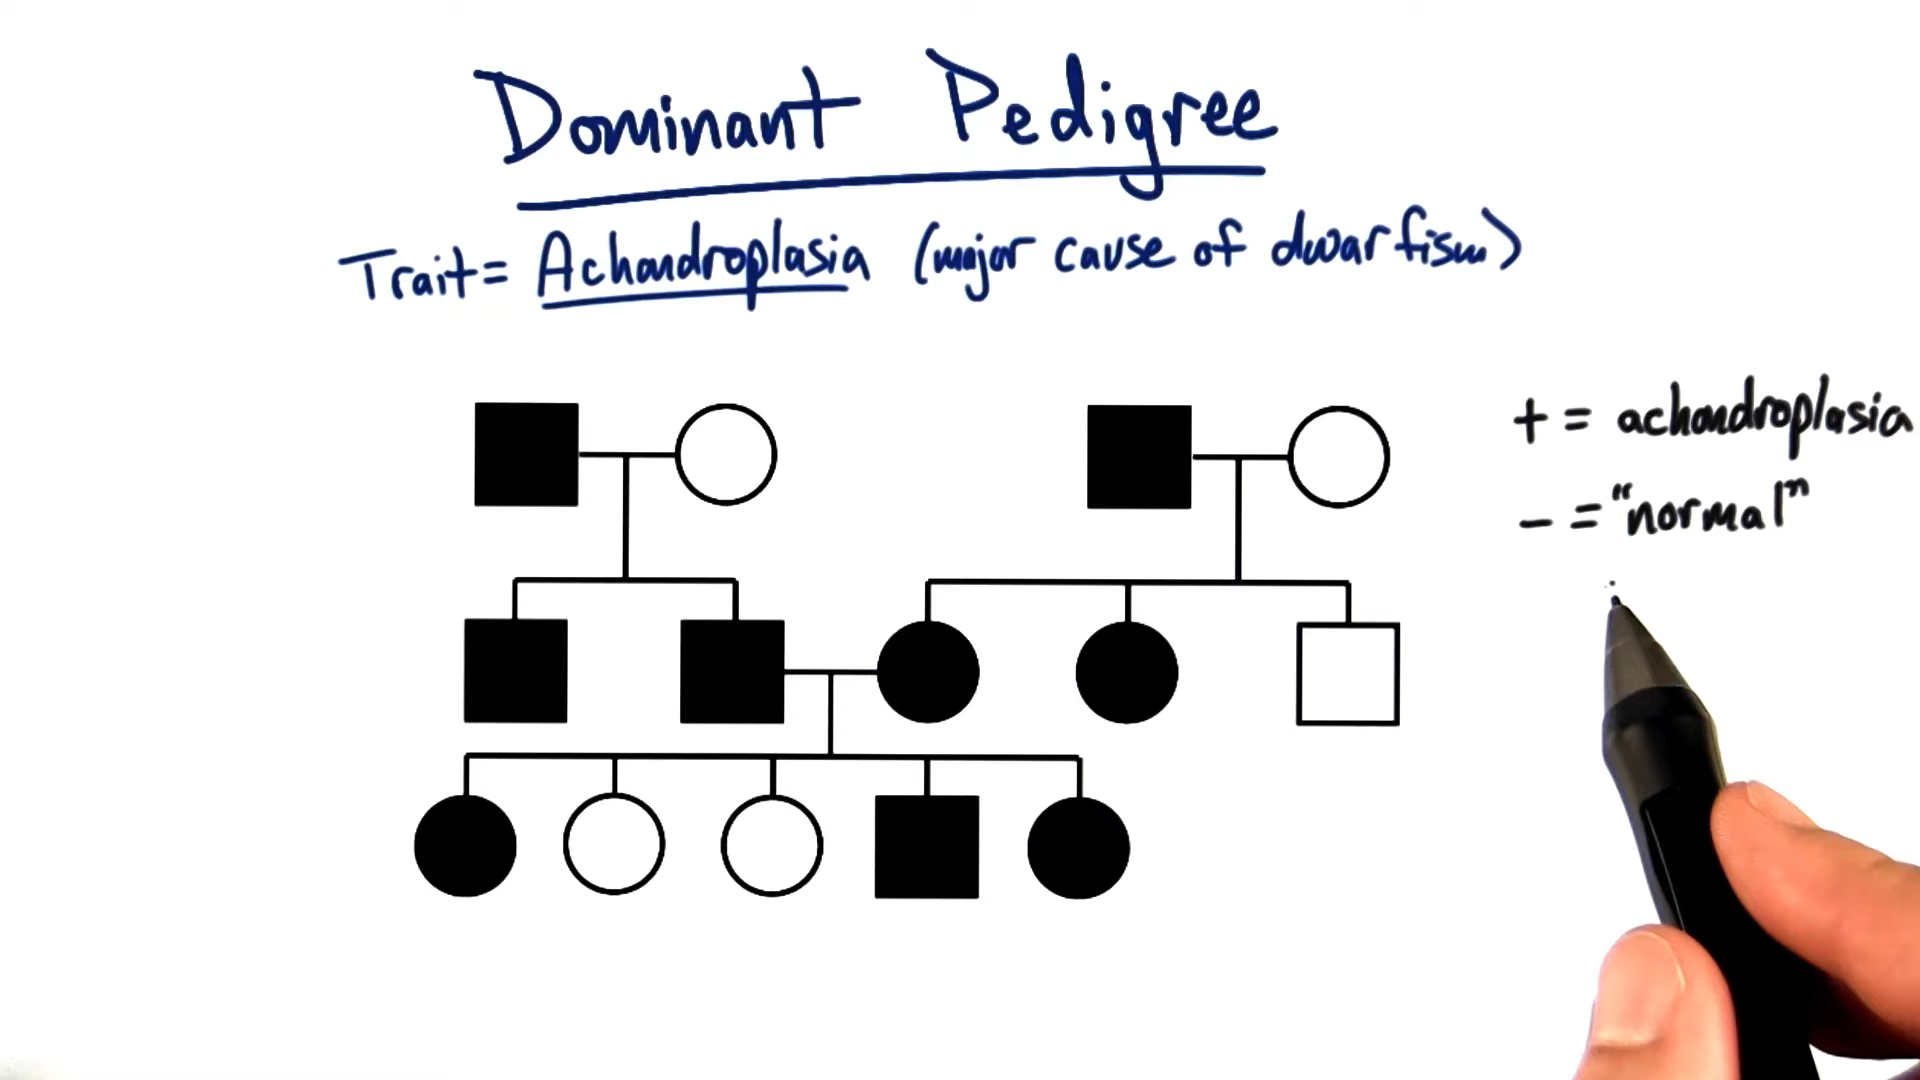 Dominant Pedigree
Trait= Achondroplasia (major cause of dwarfism)
+ = achondroplasia
- = "normal"